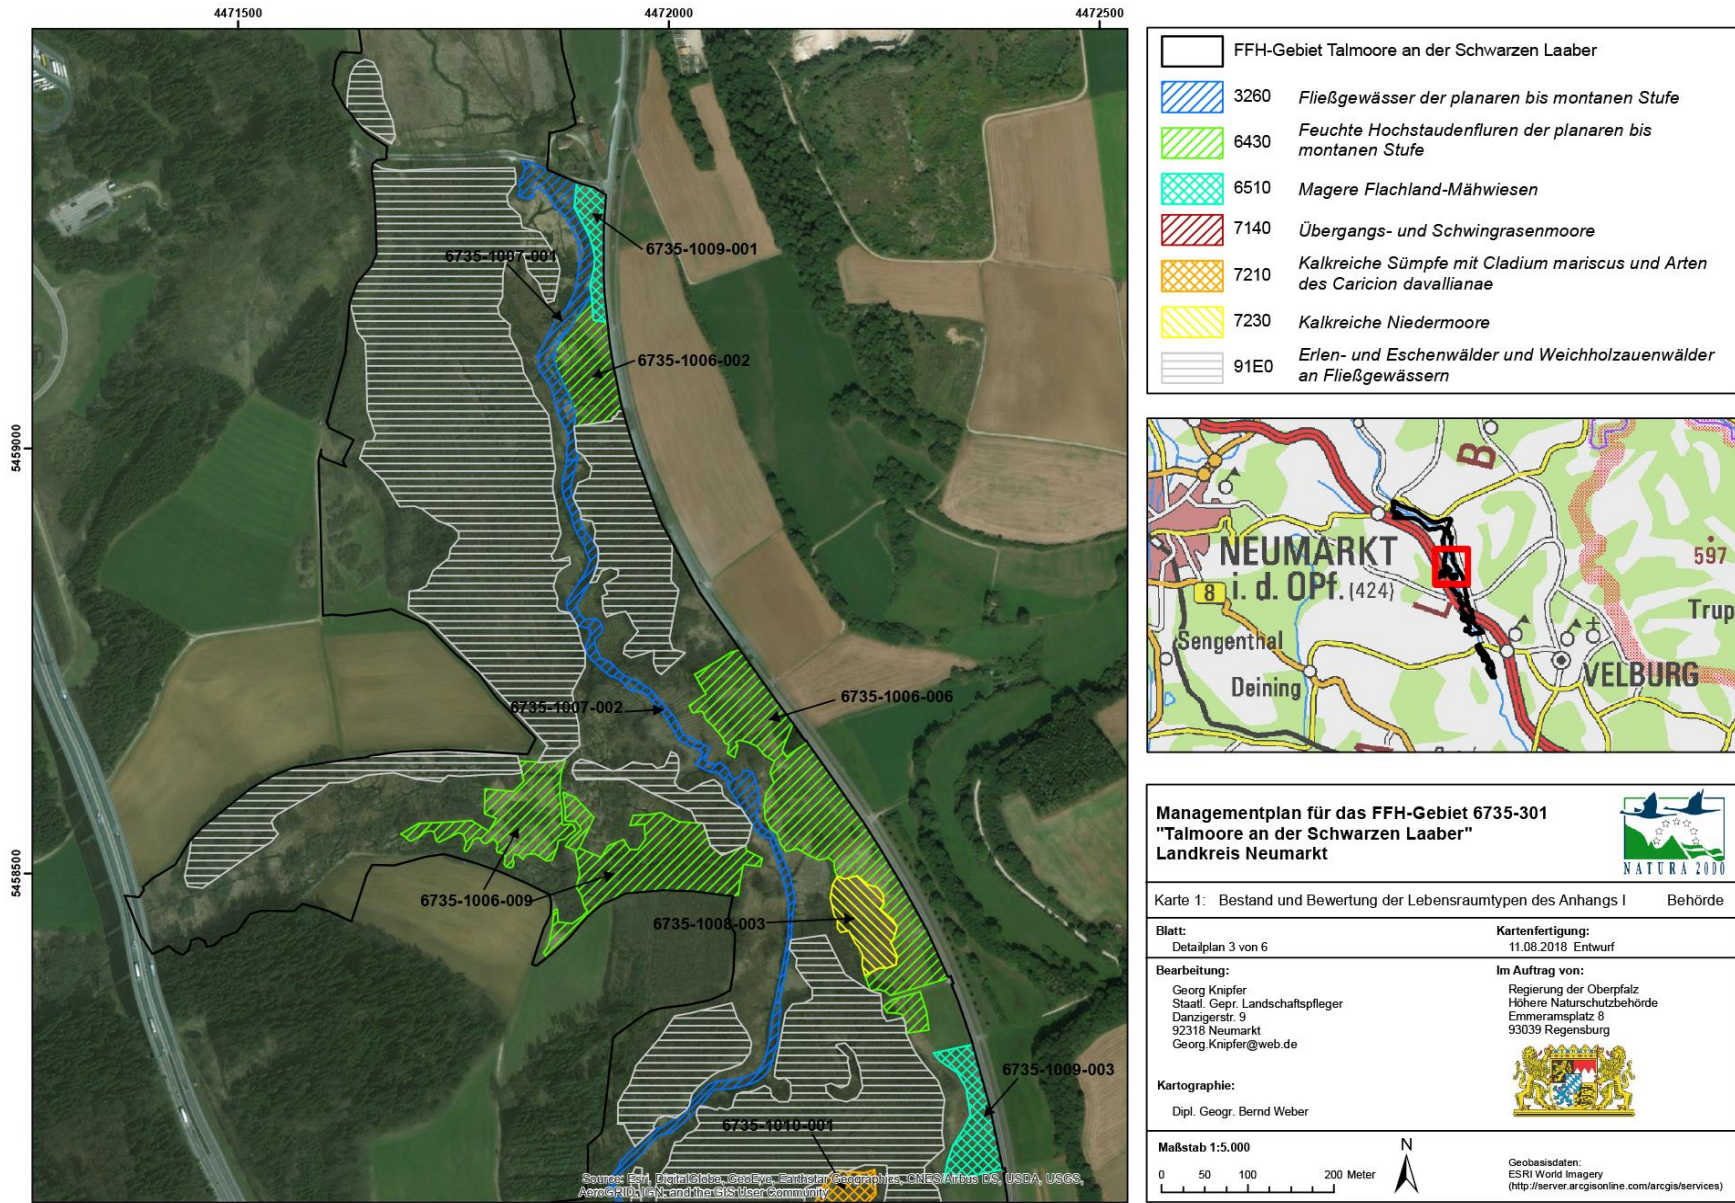 4471500
4472000
4472500
5459000
5458500
6735-1009-001
6735-1007-001
6735-1006-002
6735-1006-006
6735-1007-002
6735-1006-009
6735-1008-003
6735-1009-003
6735-1010-001
Source: Esri, DigitalGlobe, GeoEye, Earthstar Geographics, CNES/Airbus DS, USDA, USGS,
AeroGRID, IGN, and the GIS User Community
FFH-Gebiet Talmoore an der Schwarzen Laaber
3260 Fließgewässer der planaren bis montanen Stufe
6430 Feuchte Hochstaudenfluren der planaren bis
montanen Stufe
6510 Magere Flachland-Mähwiesen
7140 Übergangs- und Schwingrasenmoore
7210 Kalkreiche Sümpfe mit Cladium mariscus und Arten
des Caricion davallianae
7230 Kalkreiche Niedermoore
91E0 Erlen- und Eschenwälder und Weichholzauenwälder
an Fließgewässern
B
NEUMARKT
i. d. OPf. (424)
8
L
597
Trup
Sengenthal
Deining
VELBURG
Managementplan für das FFH-Gebiet 6735-301
"Talmoore an der Schwarzen Laaber"
Landkreis Neumarkt
NATURA 2000
Karte 1: Bestand und Bewertung der Lebensraumtypen des Anhangs I Behörde
Blatt:
Detailplan 3 von 6
Kartenfertigung:
11.08.2018 Entwurf
Bearbeitung:
Georg Knipfer
Staatl. Gepr. Landschaftspfleger
Danzigerstr. 9
92318 Neumarkt
Georg.Knipfer@web.de
Im Auftrag von:
Regierung der Oberpfalz
Höhere Naturschutzbehörde
Emmeramsplatz 8
93039 Regensburg
Kartographie:
Dipl. Geogr. Bernd Weber
Maßstab 1:5.000
0 50 100 200 Meter
N
Geobasisdaten:
ESRI World Imagery
(http://server.arcgisonline.com/arcgis/services)